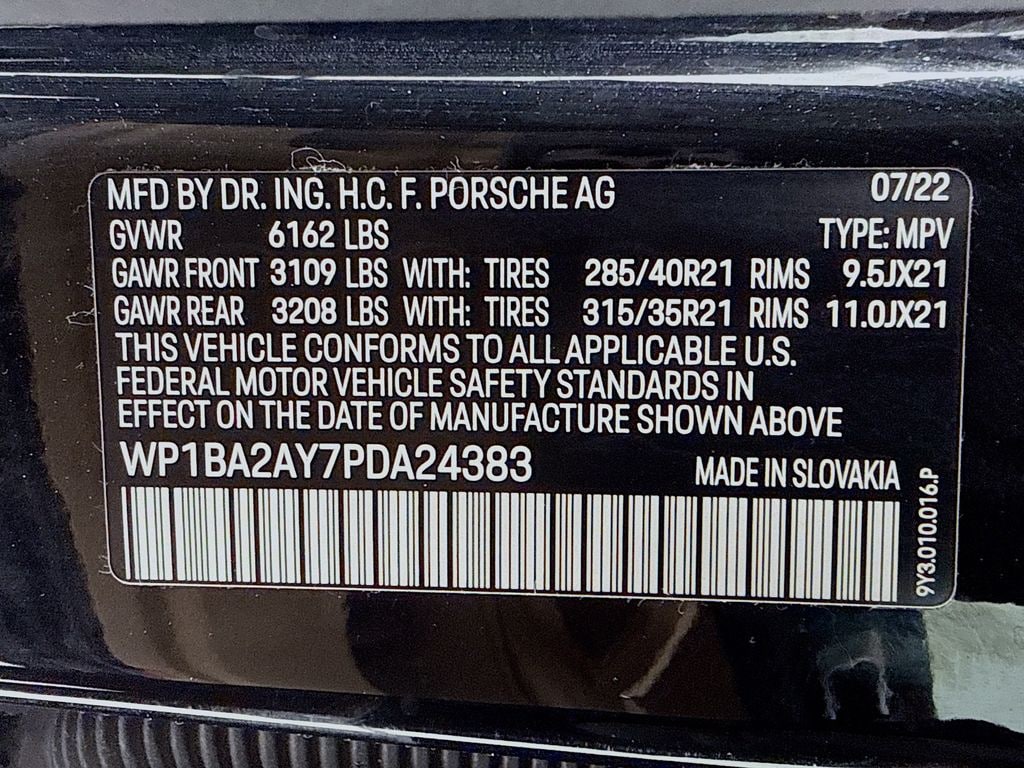 MFD BY DR. ING. H.C. F. PORSCHE AG 07/22
GVWR 6162 LBS TYPE: MPV
GAWR FRONT 3109 LBS WITH: TIRES 285/40R21 RIMS 9.5JX21
GAWR REAR 3208 LBS WITH: TIRES 315/35R21 RIMS 11.0JX21
THIS VEHICLE CONFORMS TO ALL APPLICABLE U.S.
FEDERAL MOTOR VEHICLE SAFETY STANDARDS IN
EFFECT ON THE DATE OF MANUFACTURE SHOWN ABOVE
WP1BA2AY7PDA24383 MADE IN SLOVAKIA
9Y3.010.016.P